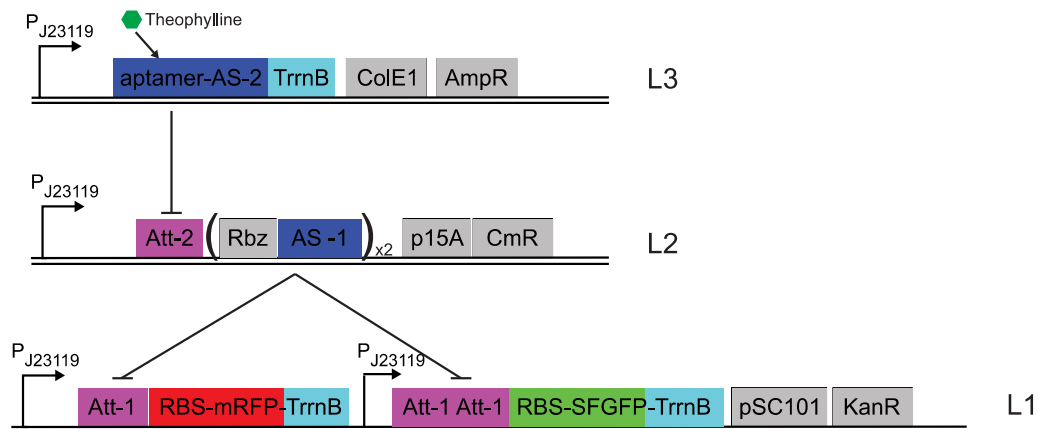 Theophylline
PJ23119
aptamer-AS-2 TrrnB ColE1 AmpR L3
PJ23119
Att-2 ( Rbz AS -1 )x2 p15A CmR L2
PJ23119 PJ23119
Att-1 RBS-mRFP-TrrnB Att-1 Att-1 RBS-SFGFP-TrrnB pSC101 KanR L1